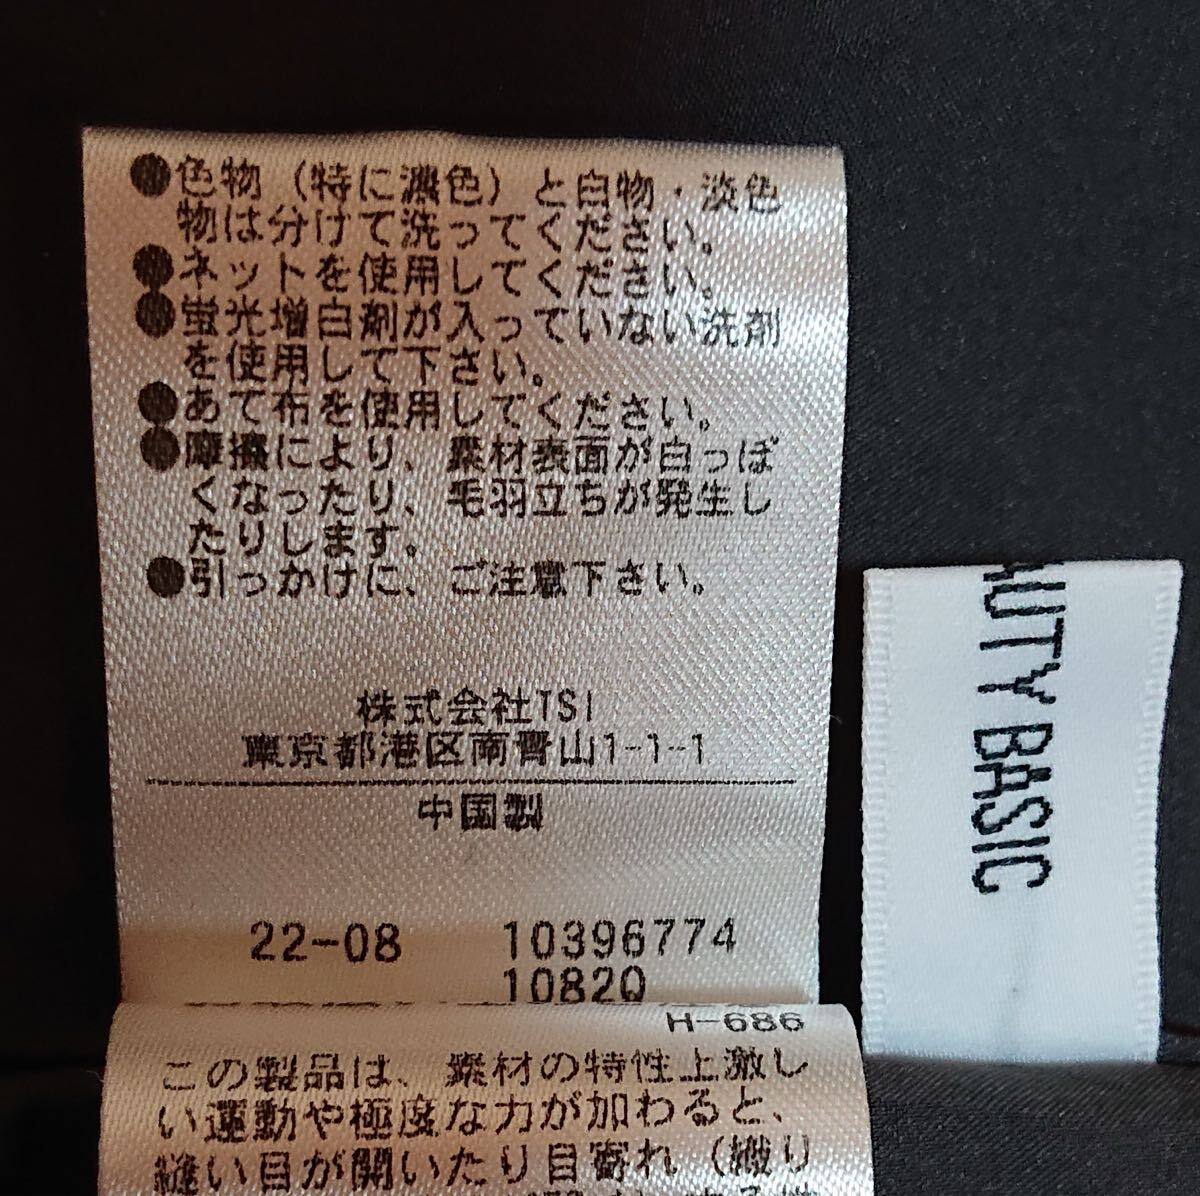 ●色物（特に濃色）と白物・淡色
物は分けて洗ってください。
●ネットを使用してください。
●蛍光増白剤が入っていない洗剤
を使用して下さい。
●あて布を使用してください。
●摩擦により、素材表面が白っぽ
くなったり、毛羽立ちが発生し
たりします。
●引っかけに、ご注意下さい。
株式会社TSI
東京都港区南青山1-1-1
中国製
22-08 10396774
10820
H-686
この製品は、素材の特性上激し
い運動や極度な力が加わると、
縫い目が開いたり目寄れ（織り
AUTY BASIC